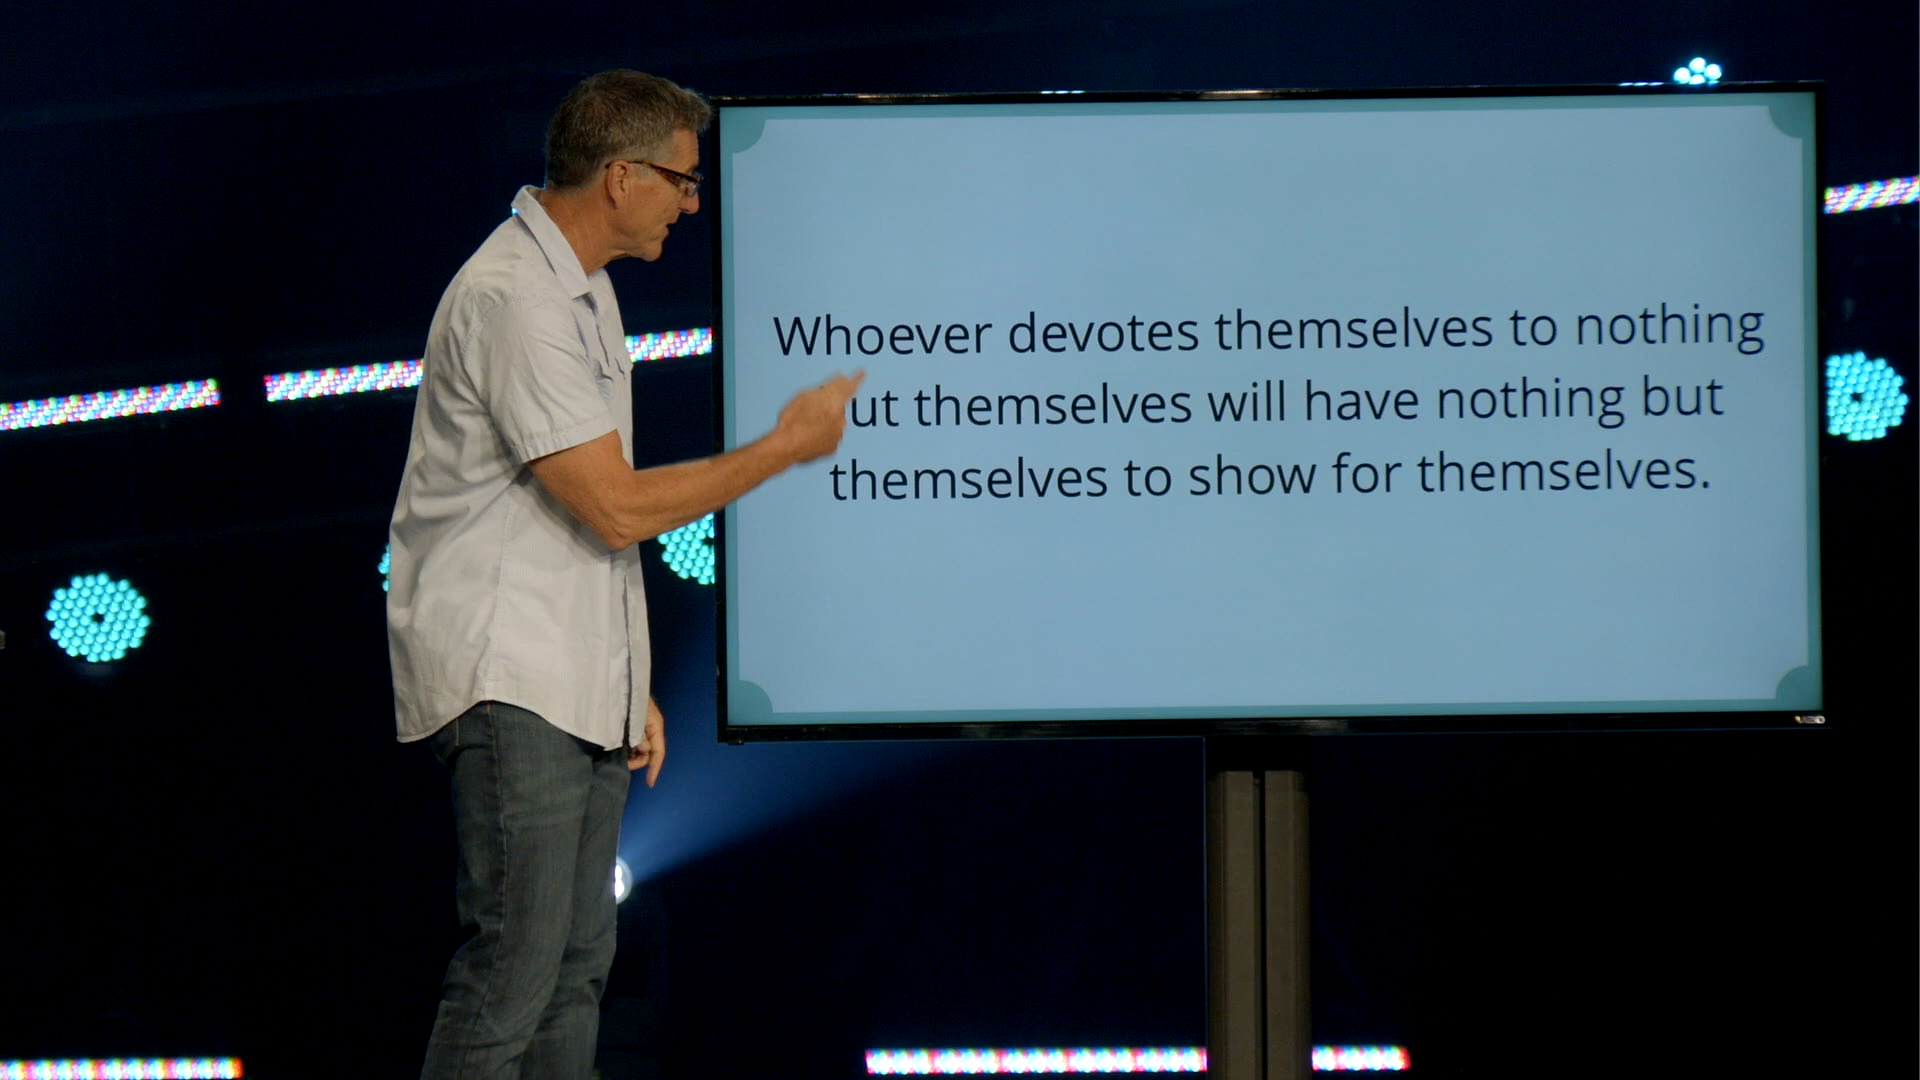 Whoever devotes themselves to nothing
ut themselves will have nothing but
themselves to show for themselves.